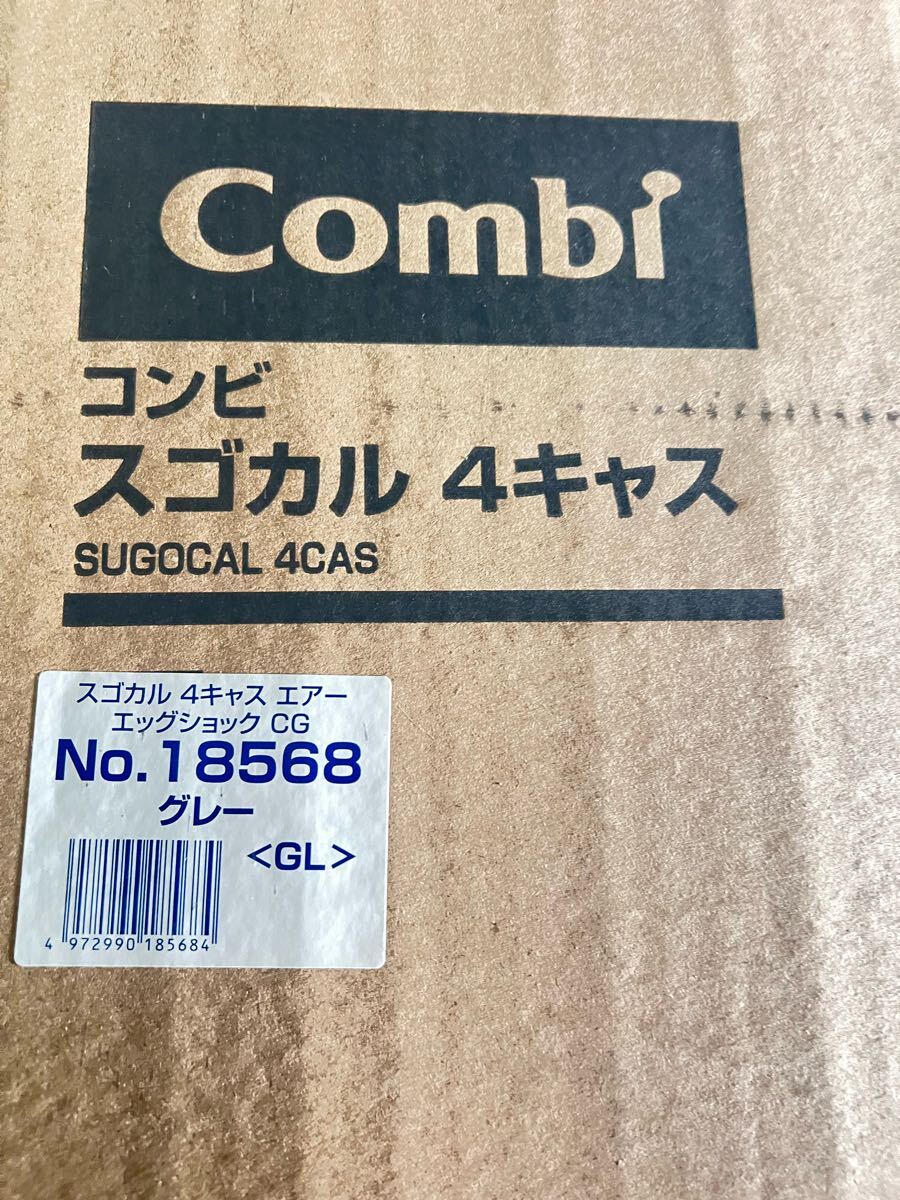 Combi
コンビ
スゴカル 4キャス
SUGOCAL 4CAS
スゴカル 4キャス エアー
エッグショック CG
No.18568
グレー
<GL>
4 972990 185684